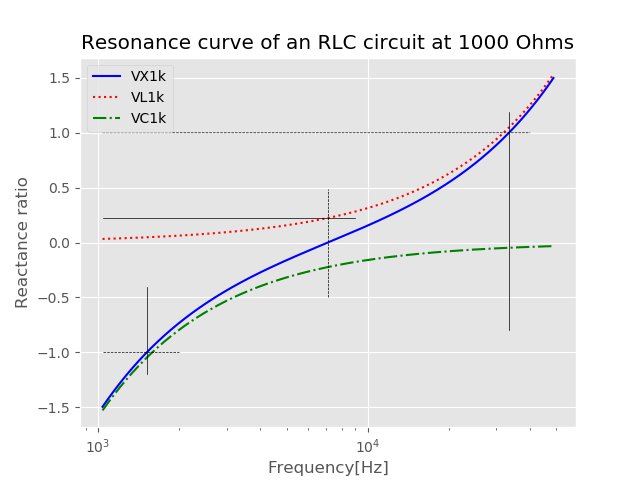 Resonance curve of an RLC circuit at 1000 Ohms
VX1k
VL1k
VC1k
1.5
1.0
0.5
0.0
−0.5
−1.0
−1.5
Reactance ratio
10³
10⁴
Frequency[Hz]